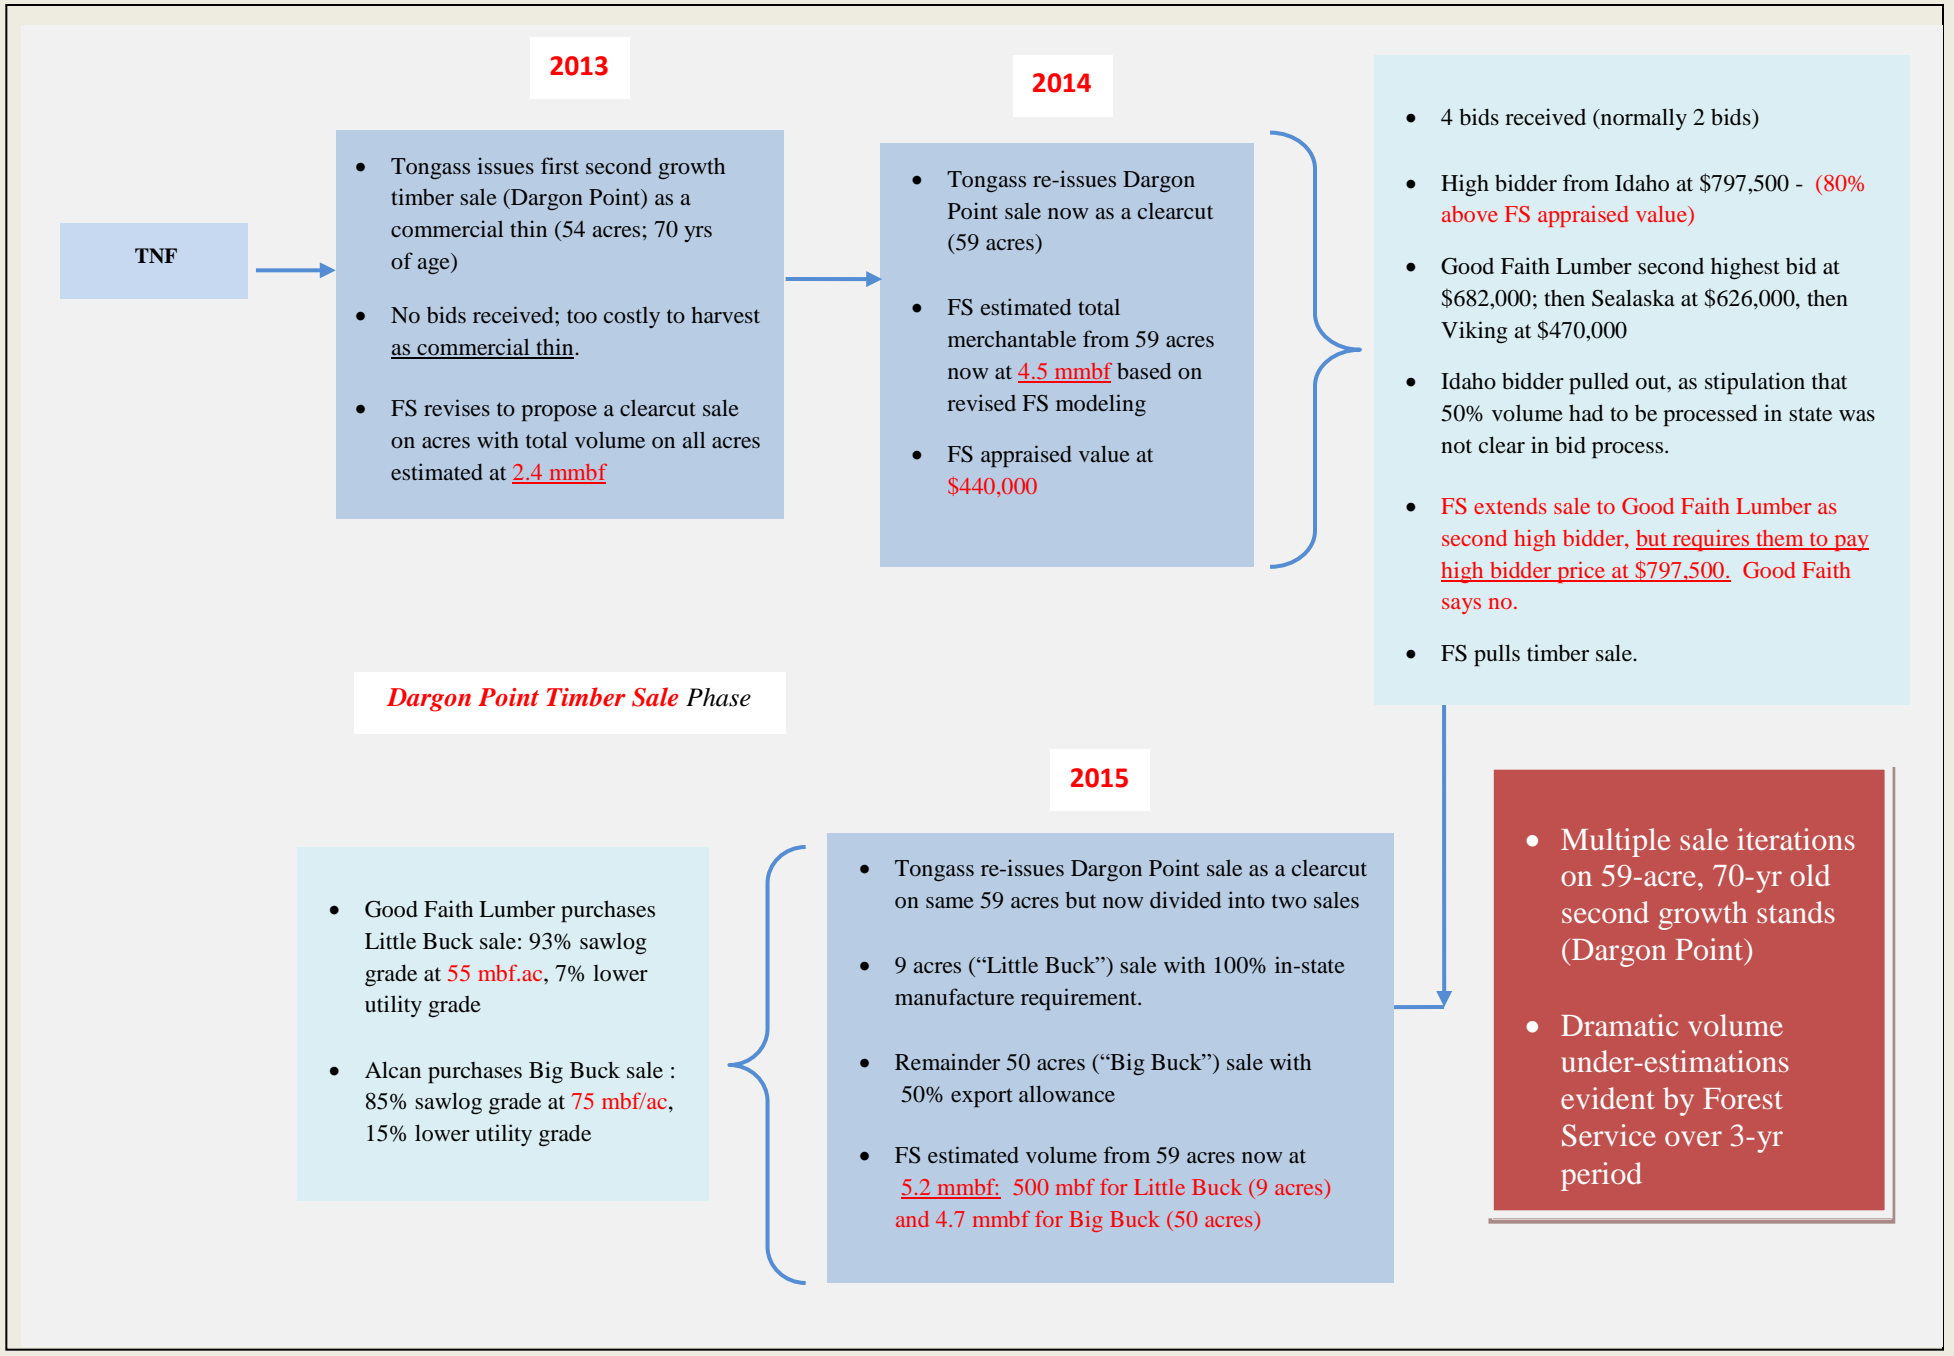 TNF
2013
• Tongass issues first second growth
timber sale (Dargon Point) as a
commercial thin (54 acres; 70 yrs
of age)
• No bids received; too costly to harvest
as commercial thin.
• FS revises to propose a clearcut sale
on acres with total volume on all acres
estimated at 2.4 mmbf
2014
• Tongass re-issues Dargon
Point sale now as a clearcut
(59 acres)
• FS estimated total
merchantable from 59 acres
now at 4.5 mmbf based on
revised FS modeling
• FS appraised value at
$440,000
• 4 bids received (normally 2 bids)
• High bidder from Idaho at $797,500 - (80%
above FS appraised value)
• Good Faith Lumber second highest bid at
$682,000; then Sealaska at $626,000, then
Viking at $470,000
• Idaho bidder pulled out, as stipulation that
50% volume had to be processed in state was
not clear in bid process.
• FS extends sale to Good Faith Lumber as
second high bidder, but requires them to pay
high bidder price at $797,500. Good Faith
says no.
• FS pulls timber sale.
Dargon Point Timber Sale Phase
2015
• Tongass re-issues Dargon Point sale as a clearcut
on same 59 acres but now divided into two sales
• 9 acres (“Little Buck”) sale with 100% in-state
manufacture requirement.
• Remainder 50 acres (“Big Buck”) sale with
50% export allowance
• FS estimated volume from 59 acres now at
5.2 mmbf: 500 mbf for Little Buck (9 acres)
and 4.7 mmbf for Big Buck (50 acres)
• Good Faith Lumber purchases
Little Buck sale: 93% sawlog
grade at 55 mbf.ac, 7% lower
utility grade
• Alcan purchases Big Buck sale :
85% sawlog grade at 75 mbf/ac,
15% lower utility grade
• Multiple sale iterations
on 59-acre, 70-yr old
second growth stands
(Dargon Point)
• Dramatic volume
under-estimations
evident by Forest
Service over 3-yr
period